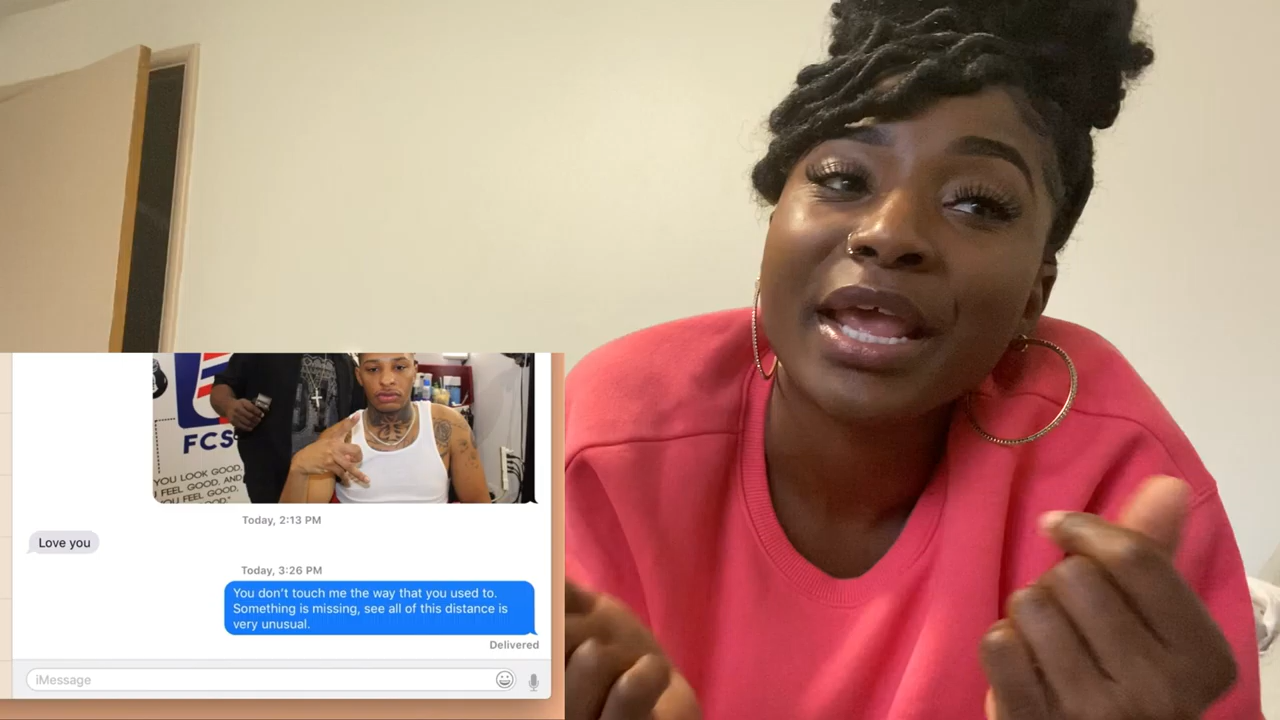 FCS
YOU LOOK GOOD,
FEEL GOOD, AND
YOU FEEL GOOD,
Today, 2:13 PM
Love you
Today, 3:26 PM
You don't touch me the way that you used to.
Something is missing, see all of this distance is
very unusual.
Delivered
iMessage